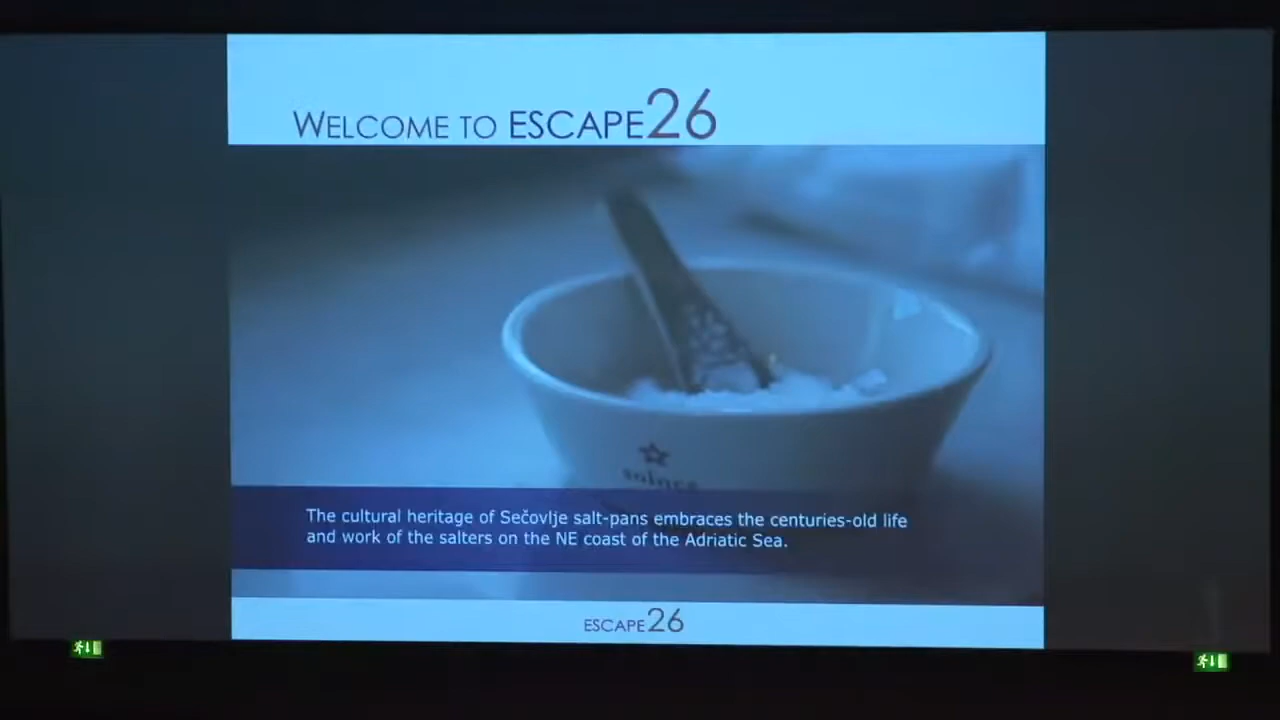 WELCOME TO ESCAPE26
The cultural heritage of Sečovlje salt-pans embraces the centuries-old life
and work of the salters on the NE coast of the Adriatic Sea.
ESCAPE26